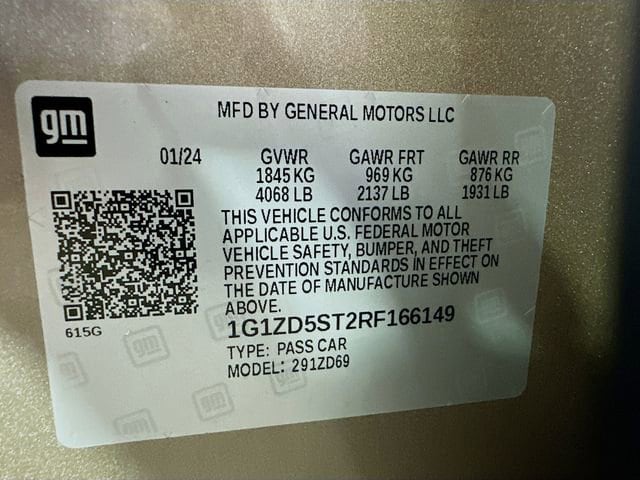 gm
MFD BY GENERAL MOTORS LLC
01/24 GVWR GAWR FRT GAWR RR
1845 KG 969 KG 876 KG
4068 LB 2137 LB 1931 LB
THIS VEHICLE CONFORMS TO ALL
APPLICABLE U.S. FEDERAL MOTOR
VEHICLE SAFETY, BUMPER, AND THEFT
PREVENTION STANDARDS IN EFFECT ON
THE DATE OF MANUFACTURE SHOWN
ABOVE.
615G
1G1ZD5ST2RF166149
TYPE: PASS CAR
MODEL: 291ZD69